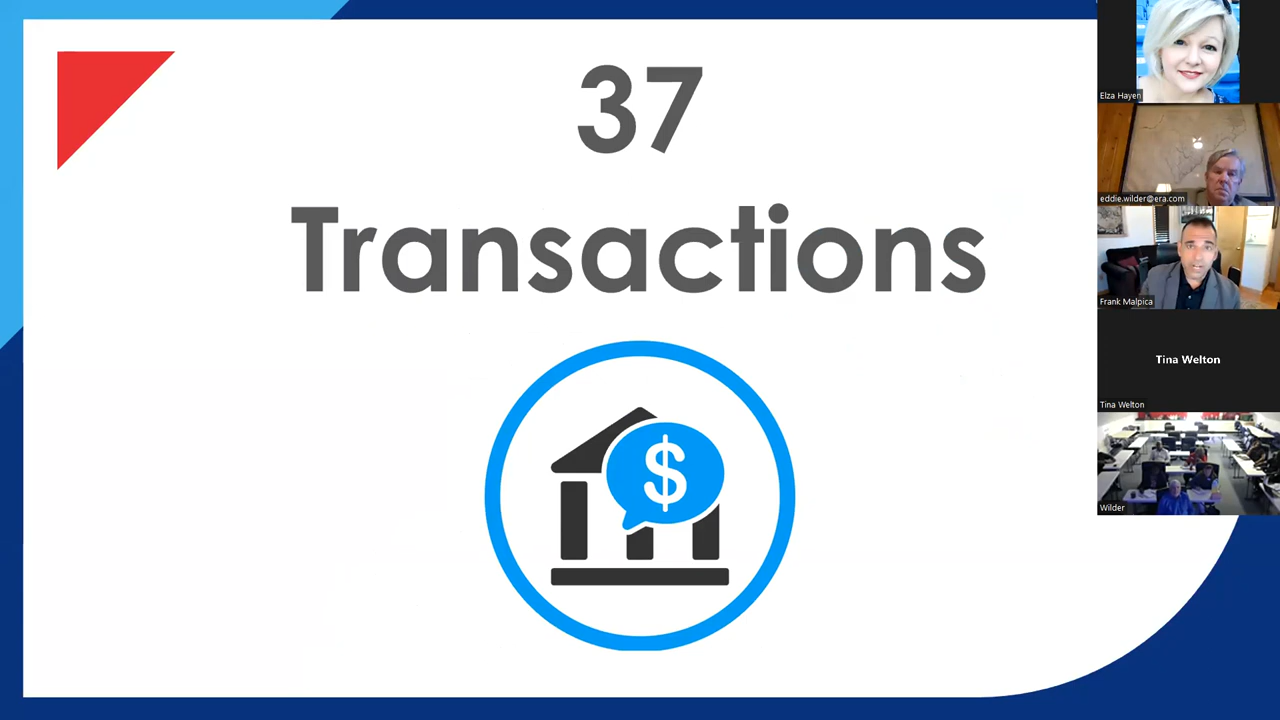 37
Transactions
$
Elza Hayen
eddie.wilder@era.com
Frank Malpica
Tina Welton
Tina Welton
Wilder